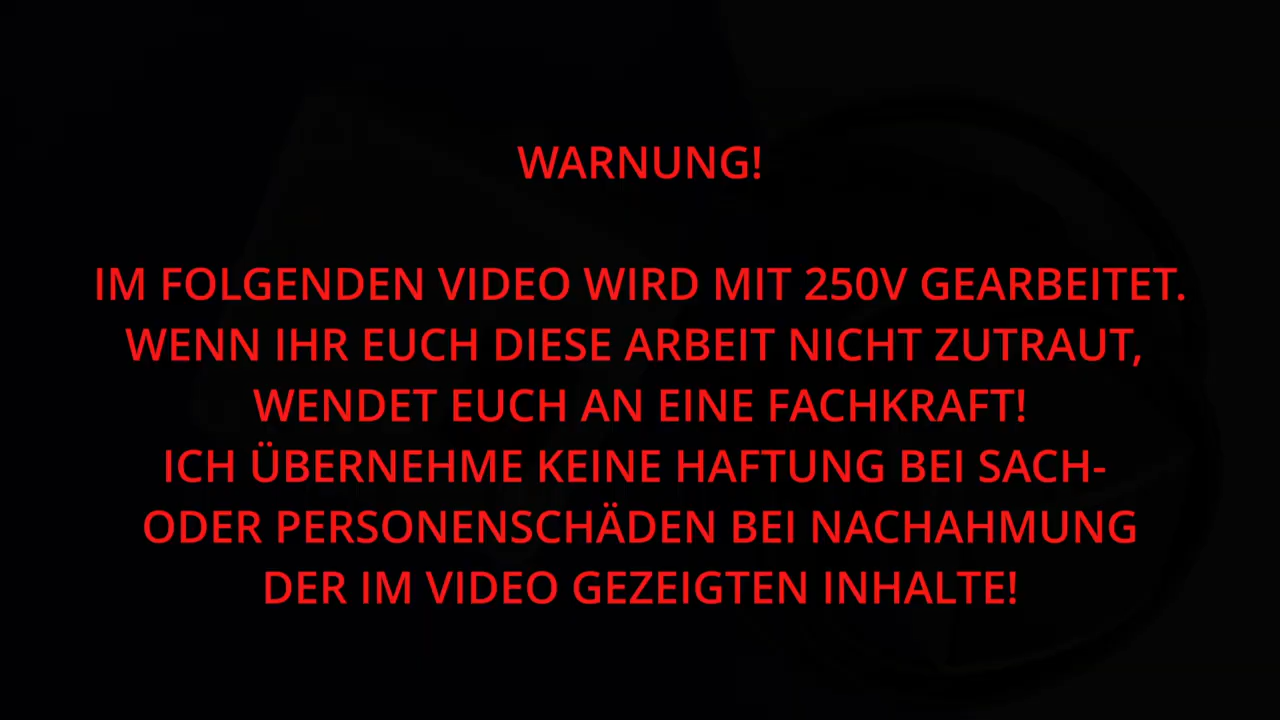 WARNUNG!
IM FOLGENDEN VIDEO WIRD MIT 250V GEARBEITET.
WENN IHR EUCH DIESE ARBEIT NICHT ZUTRAUT,
WENDET EUCH AN EINE FACHKRAFT!
ICH ÜBERNEHME KEINE HAFTUNG BEI SACH-
ODER PERSONENSCHÄDEN BEI NACHAHMUNG
DER IM VIDEO GEZEIGTEN INHALTE!